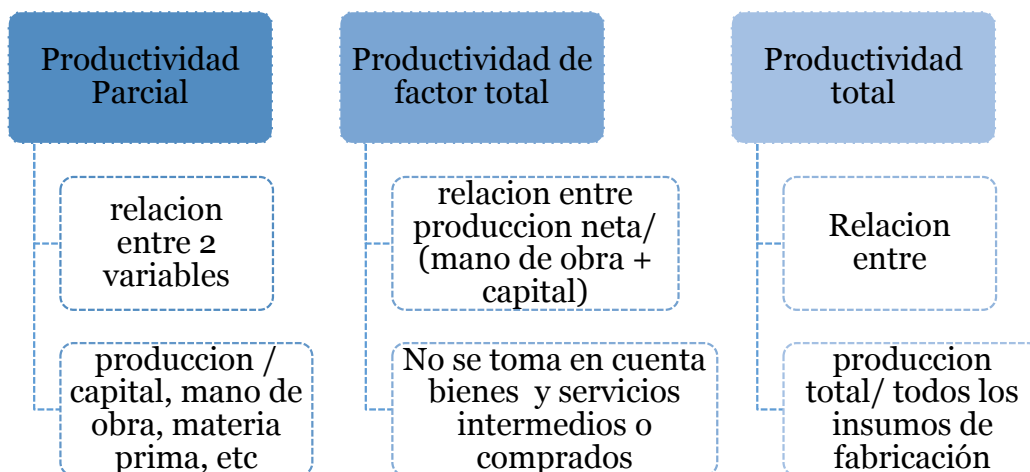 Productividad
Parcial
relacion
entre 2
variables
produccion /
capital, mano de
obra, materia
prima, etc
Productividad de
factor total
relacion entre
produccion neta/
(mano de obra +
capital)
No se toma en cuenta
bienes y servicios
intermedios o
comprados
Productividad
total
Relacion
entre
produccion
total/ todos los
insumos de
fabricación